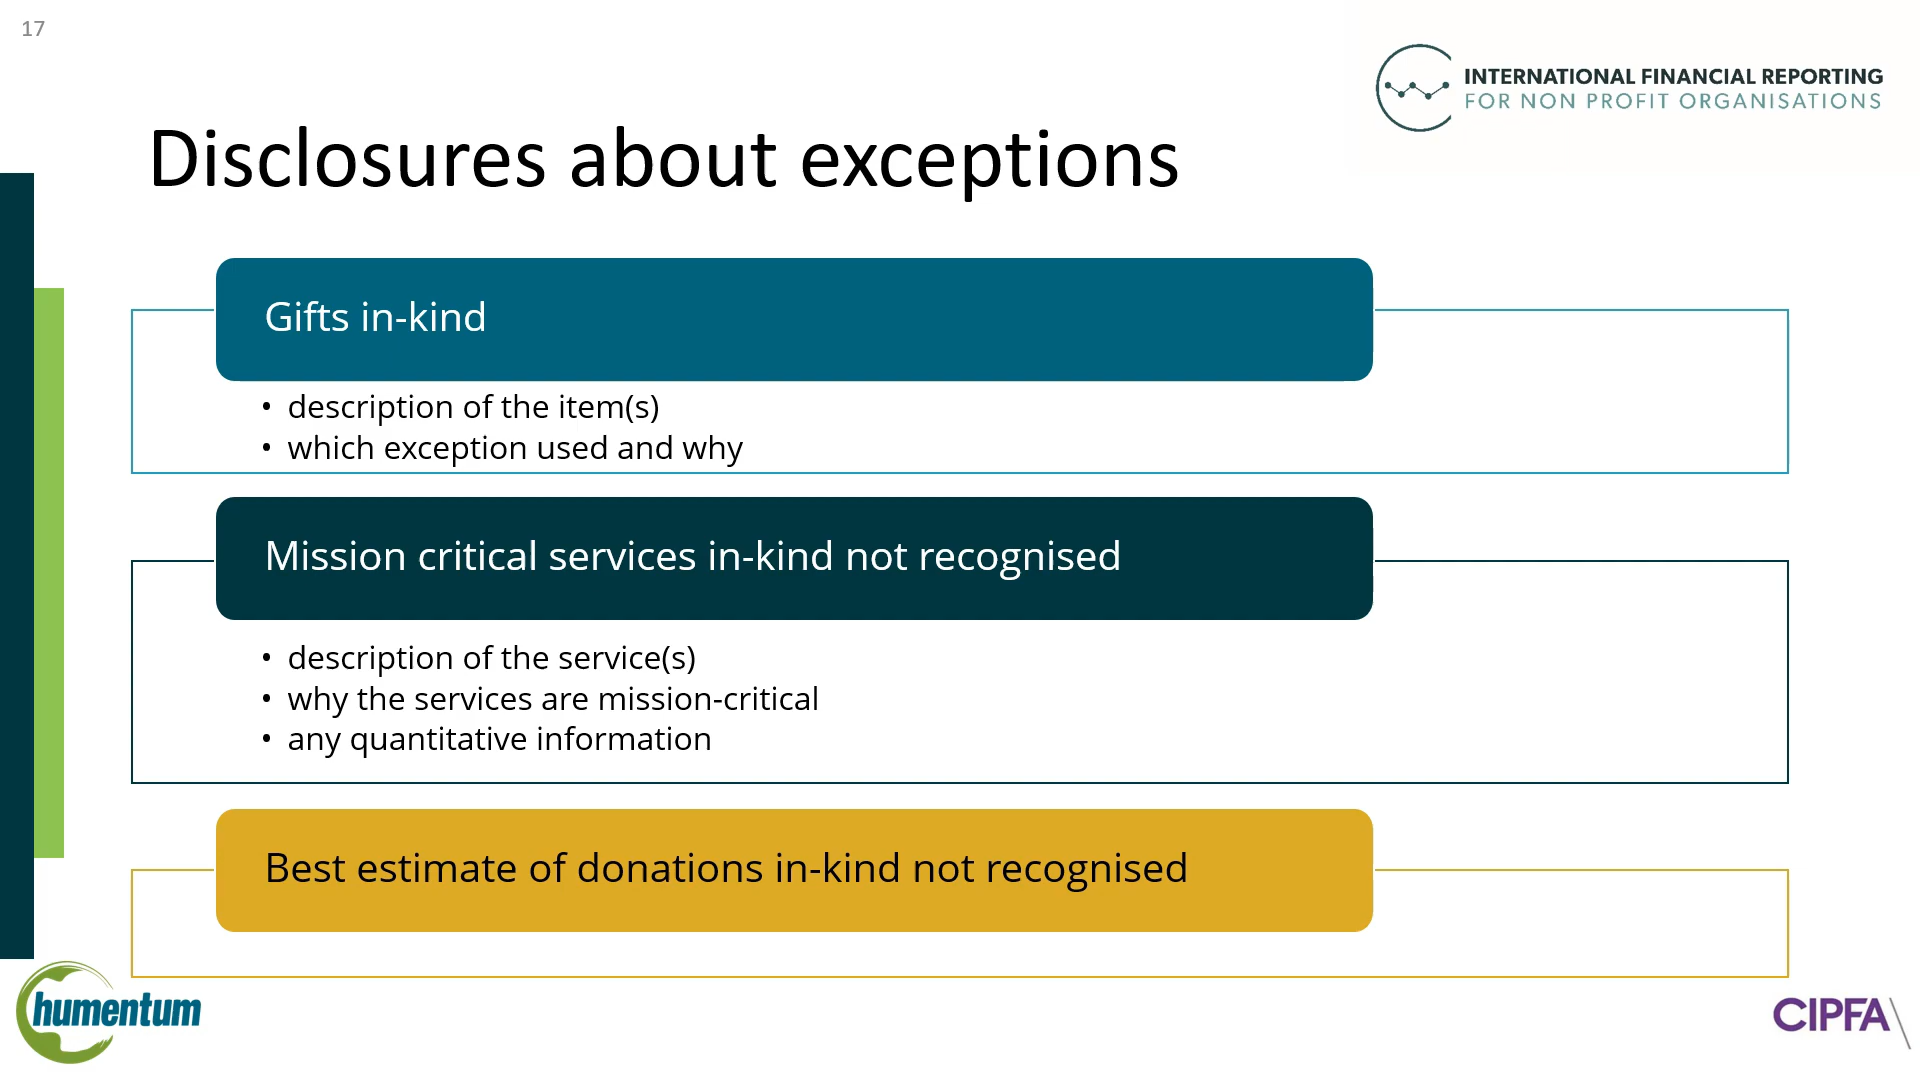 17
INTERNATIONAL FINANCIAL REPORTING
FOR NON PROFIT ORGANISATIONS
Disclosures about exceptions
Gifts in-kind
• description of the item(s)
• which exception used and why
Mission critical services in-kind not recognised
• description of the service(s)
• why the services are mission-critical
• any quantitative information
Best estimate of donations in-kind not recognised
humentum
CIPFA